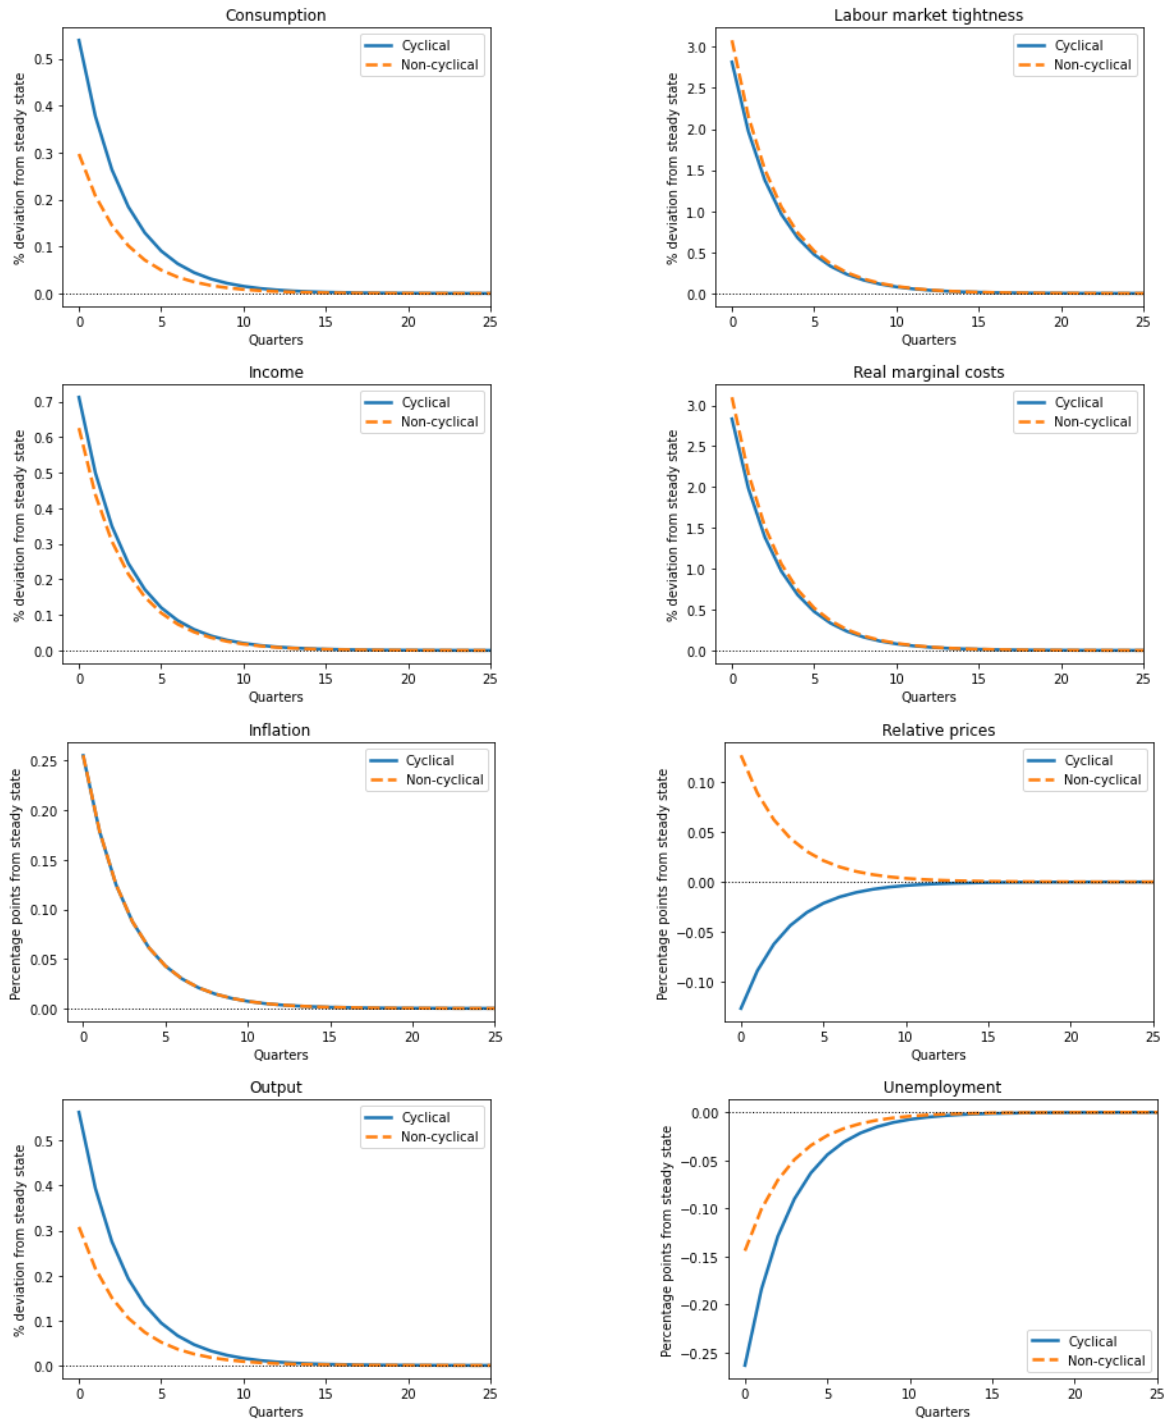 Consumption
% deviation from steady state
0.5
0.4
0.3
0.2
0.1
0.0
Cyclical
Non-cyclical
0 5 10 15 20 25
Quarters
Labour market tightness
% deviation from steady state
3.0
2.5
2.0
1.5
1.0
0.5
0.0
Cyclical
Non-cyclical
0 5 10 15 20 25
Quarters
Income
% deviation from steady state
0.7
0.6
0.5
0.4
0.3
0.2
0.1
0.0
Cyclical
Non-cyclical
0 5 10 15 20 25
Quarters
Real marginal costs
% deviation from steady state
3.0
2.5
2.0
1.5
1.0
0.5
0.0
Cyclical
Non-cyclical
0 5 10 15 20 25
Quarters
Inflation
Percentage points from steady state
0.25
0.20
0.15
0.10
0.05
0.00
Cyclical
Non-cyclical
0 5 10 15 20 25
Quarters
Relative prices
Percentage points from steady state
0.10
0.05
0.00
−0.05
−0.10
Cyclical
Non-cyclical
0 5 10 15 20 25
Quarters
Output
% deviation from steady state
0.5
0.4
0.3
0.2
0.1
0.0
Cyclical
Non-cyclical
0 5 10 15 20 25
Quarters
Unemployment
Percentage points from steady state
0.00
−0.05
−0.10
−0.15
−0.20
−0.25
Cyclical
Non-cyclical
0 5 10 15 20 25
Quarters